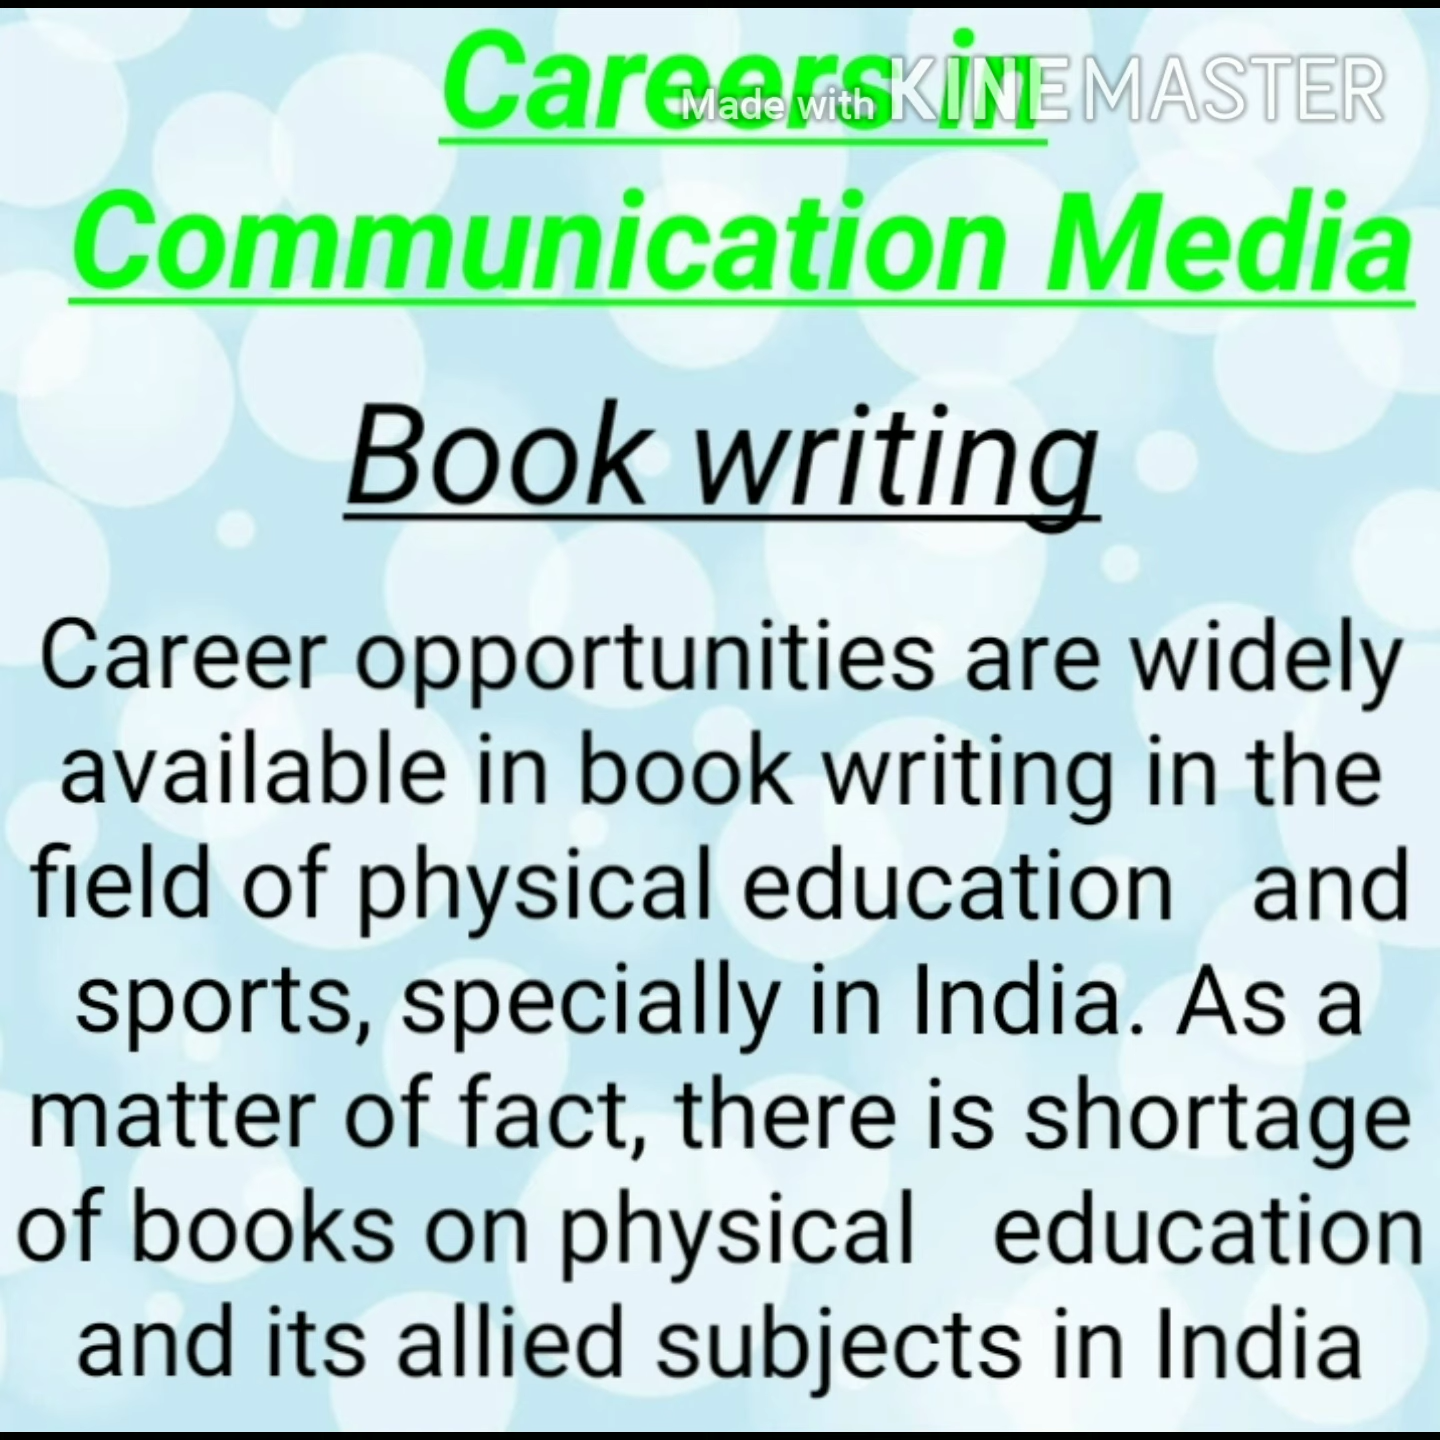 Careers in
Made with KINEMASTER
Communication Media
Book writing
Career opportunities are widely
available in book writing in the
field of physical education and
sports, specially in India. As a
matter of fact, there is shortage
of books on physical education
and its allied subjects in India